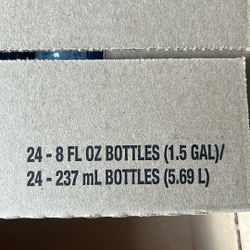 24 - 8 FL OZ BOTTLES (1.5 GAL)/
24 - 237 mL BOTTLES (5.69 L)